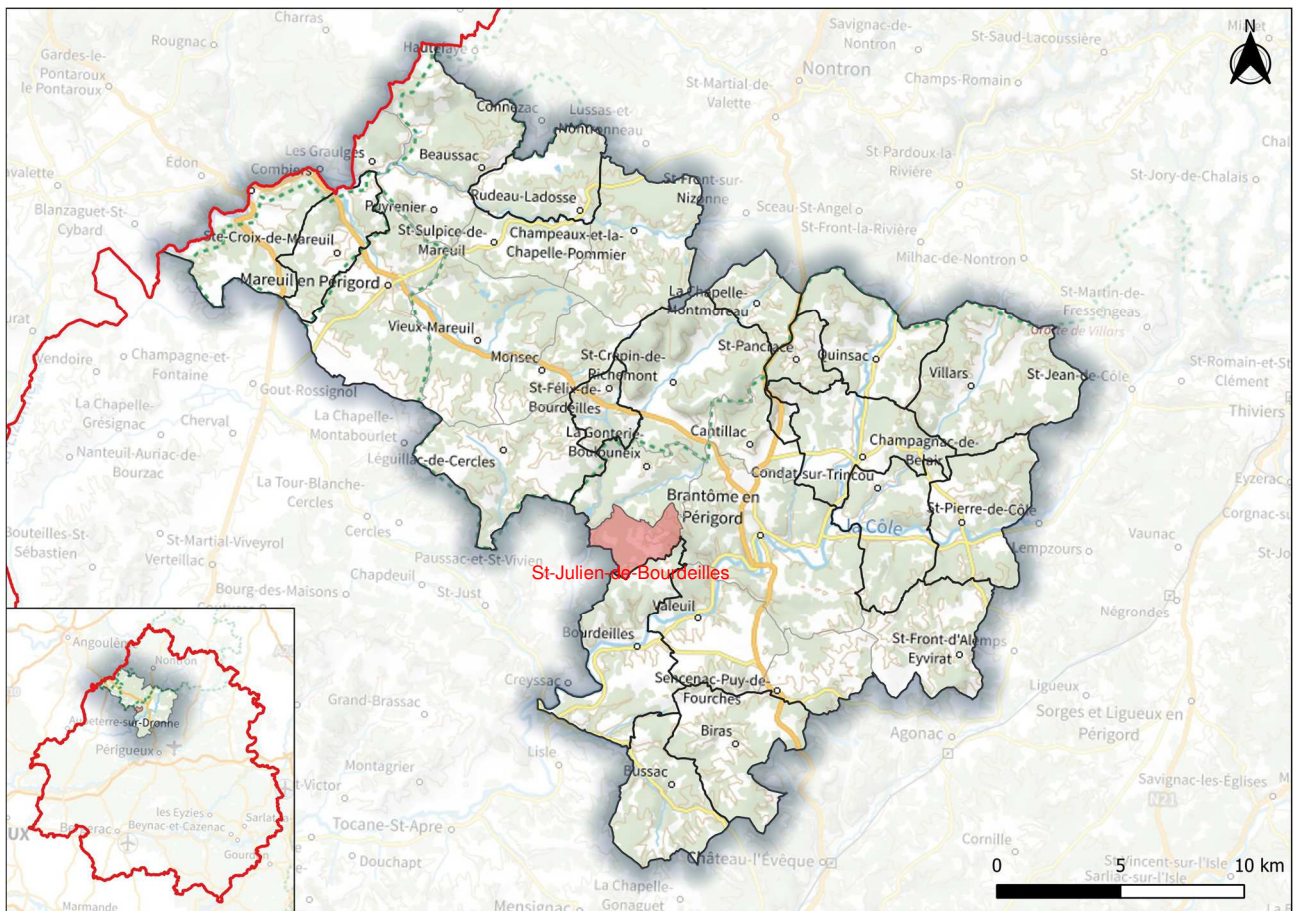 Charras
Rougnac
Hautefaye
Savignac-de-
Nontron
St-Saud-Lacoussière
Gardes-le-
Pontaroux
le Pontaroux
N
Nontron
Champs-Romain
St-Martial-de
Valette
Connezac
Lussas-et-
Nontronneau
Les Graulges
Combiers
Édon
Beaussac
St-Pardoux-la-
Rivière
St-Jory-de-Chalais
Rudeau-Ladosse
St-Front-sur-
Nizonne
Blanzaguet-St-
Cybard
Puyrenier
Sceau-St-Angel
St-Front-la-Rivière
Ste-Croix-de-Mareuil
St-Sulpice-de-
Mareuil
Champeaux-et-la-
Chapelle-Pommier
Milhac-de-Nontron
Mareuil en Périgord
La Chapelle-
Montmoreau
St-Martin-de-
Fressengeas
Grotte de Villars
Vieux-Mareuil
Vendoire
Champagne-et-
Fontaine
Monsec
St-Crépin-de-
Richemont
St-Pancrace
Quinsac
Villars
St-Jean-de-Côle
St-Romain-et-St
Clément
Gout-Rossignol
St-Félix-de-
Bourdeilles
La Chapelle-
Grésignac
Cherval
La Chapelle-
Montabourlet
Thiviers
La Gonterie-
Boulouneix
Cantillac
Champagnac-de-
Belair
Nanteuil-Auriac-de-
Bourzac
Léguillac-de-Cercles
Condat-sur-Trincou
La Tour-Blanche-
Cercles
Eyzerac
Brantôme en
Périgord
St-Pierre-de-Côle
Corgnac-su
la Côle
Bouteilles-St-
Sébastien
St-Martial-Viveyrol
Verteillac
Cercles
Paussac-et-St-Vivien
Vaunac
Lempzours
St-Julien-de-Bourdeilles
Chapdeuil
Bourg-des-Maisons
St-Just
Valeuil
Négrondes
Bourdeilles
St-Front-d'Alemps
Eyvirat
Angoulême
Nontron
Aubeterre-sur-Dronne
Périgueux
les Eyzies
Beynac-et-Cazenac
Bergerac
Gourdon
Marmande
Creyssac
Sencenac-Puy-de-
Fourches
Ligueux
Grand-Brassac
Sorges et Ligueux en
Périgord
Biras
Agonac
Lisle
Montagrier
Bussac
Savignac-les-Églises
N21
Tocane-St-Apre
Cornille
Douchapt
Château-l'Évêque
St-Vincent-sur-l'Isle
Sarliac-sur-l'Isle
0 5 10 km
La Chapelle-
Gonaguet
Mensignac